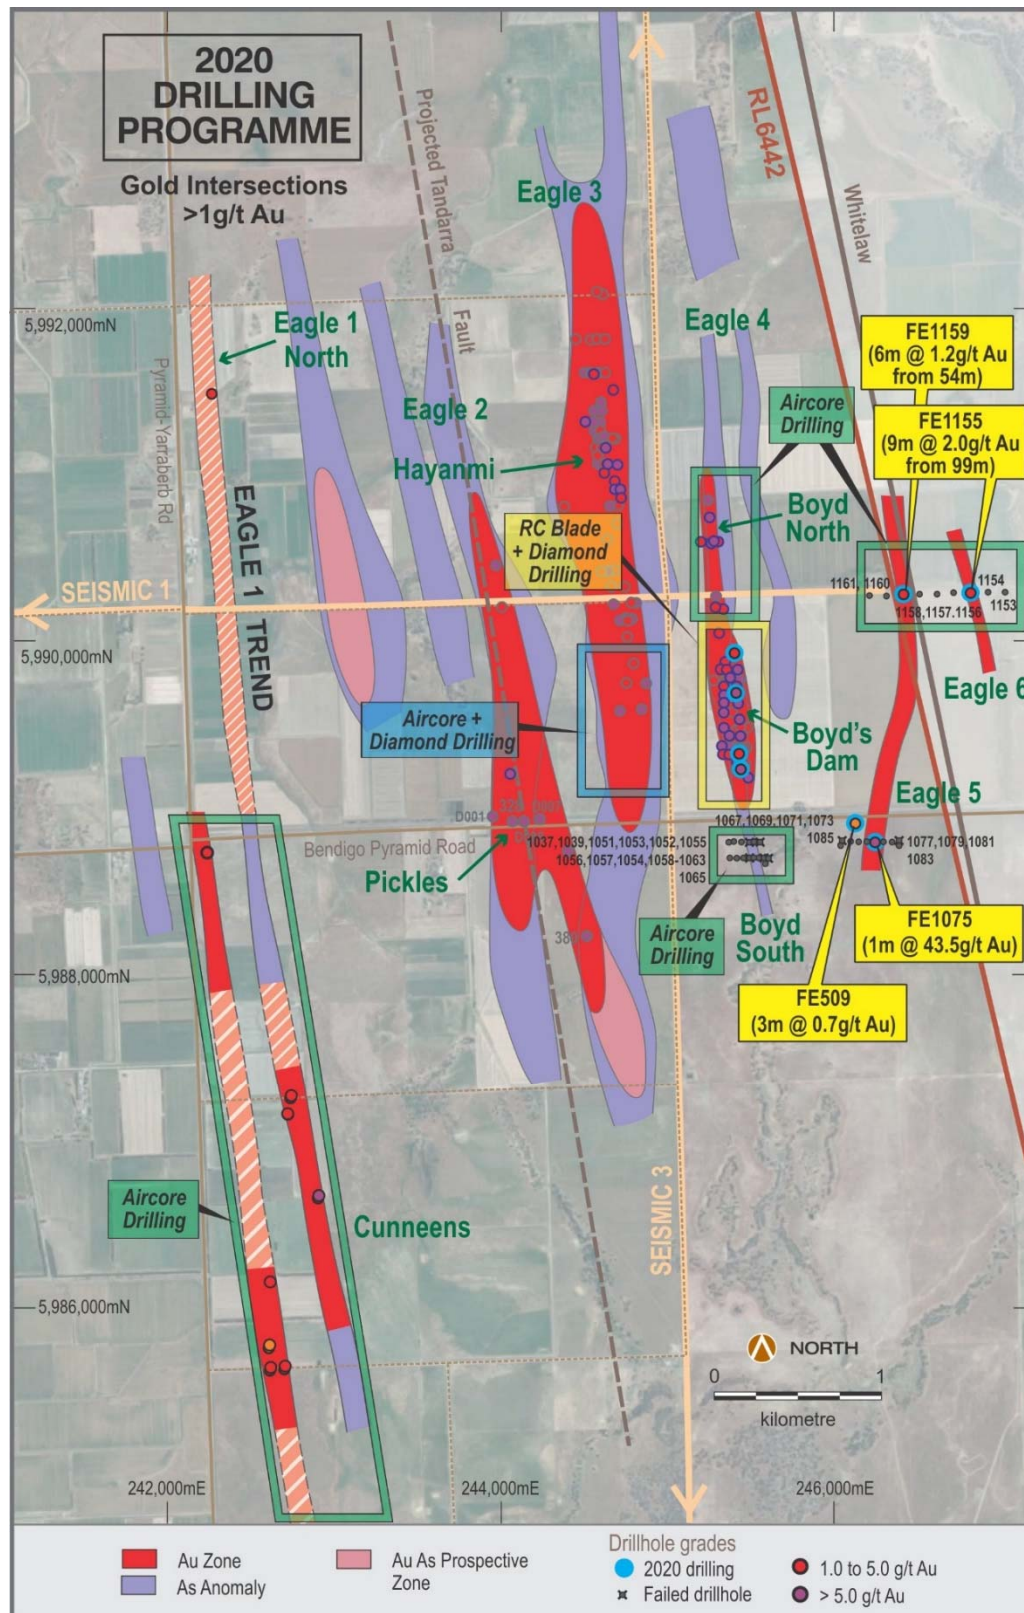 2020
DRILLING
PROGRAMME
Gold Intersections
>1g/t Au
Projected Tandarra
Fault
RL6442
Whitelaw
Eagle 3
5,992,000mN
Pyramid-Yarraberb Rd
Eagle 1
North
Eagle 4
FE1159
(6m @ 1.2g/t Au
from 54m)
Aircore
Drilling
FE1155
(9m @ 2.0g/t Au
from 99m)
Eagle 2
Hayanmi
EAGLE 1 TREND
RC Blade
+ Diamond
Drilling
Boyd
North
SEISMIC 1
1161, 1160
1154
1158,1157.1156
1153
5,990,000mN
Eagle 6
Aircore +
Diamond Drilling
Boyd's
Dam
Eagle 5
D001
328
Bendigo Pyramid Road
1067,1069,1071,1073
1037,1039,1051,1053,1052,1055
1085
1077,1079,1081
1056,1057,1054,1058-1063
1083
1065
Pickles
Aircore
Drilling
Boyd
South
FE1075
(1m @ 43.5g/t Au)
5,988,000mN
FE509
(3m @ 0.7g/t Au)
Aircore
Drilling
Cunneens
SEISMIC 3
5,986,000mN
NORTH
0 1
kilometre
242,000mE
244,000mE
246,000mE
Au Zone
As Anomaly
Au As Prospective
Zone
Drillhole grades
2020 drilling
Failed drillhole
1.0 to 5.0 g/t Au
> 5.0 g/t Au